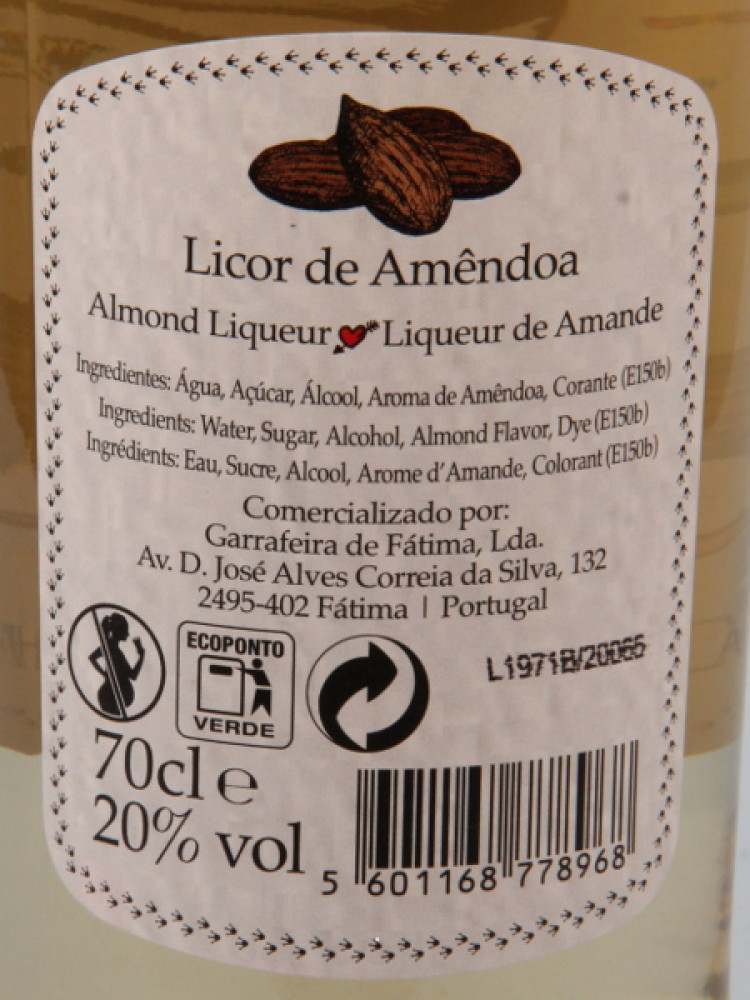 Licor de Amêndoa
Almond Liqueur Liqueur de Amande
Ingredientes: Água, Açúcar, Álcool, Aroma de Amêndoa, Corante (E150b)
Ingredients: Water, Sugar, Alcohol, Almond Flavor, Dye (E150b)
Ingrédients: Eau, Sucre, Alcool, Arome d'Amande, Colorant (E150b)
Comercializado por:
Garrafeira de Fátima, Lda.
Av. D. José Alves Correia da Silva, 132
2495-402 Fátima | Portugal
ECOPONTO
VERDE
70cl e
20% vol
5 601168 778968